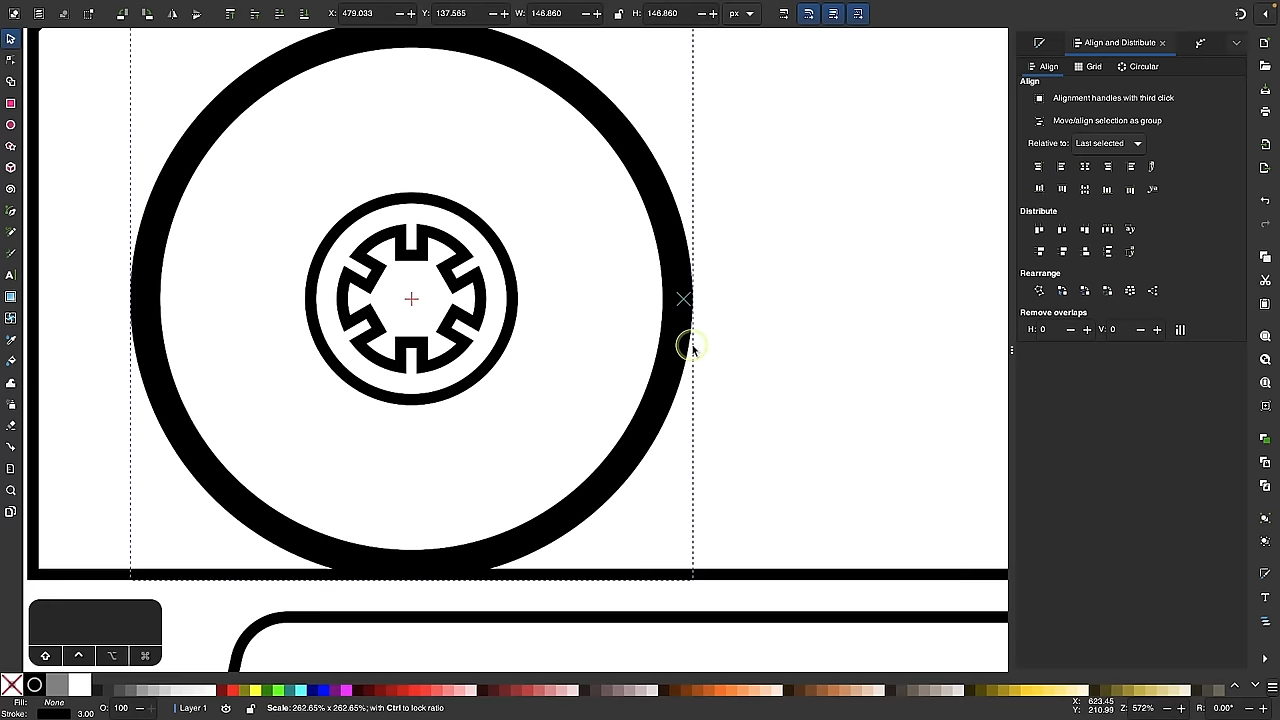 X: 479.033 Y: 137.565 W: 146.860 H: 146.860 px
Align and Distribute
Align Grid Circular
Align
Alignment handles with third click
Move/align selection as group
Relative to: Last selected
Distribute
Rearrange
Remove overlaps
H: 0 V:
Fill: None O: 100 Layer 1 Scale: 262.65% x 262.65%; with Ctrl to lock ratio X: 623.45 Z: 572% R: 0.00°
Stroke: 3.00 Y: 210.99